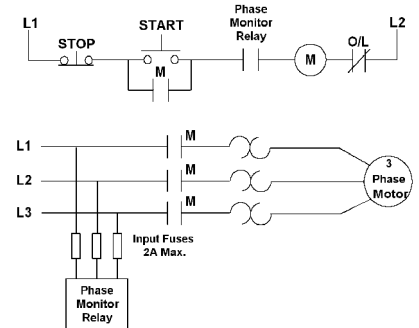 L1
STOP
START
M
Phase
Monitor
Relay
M
O/L
L2
L1
M
L2
M
L3
M
3
Phase
Motor
Input Fuses
2A Max.
Phase
Monitor
Relay